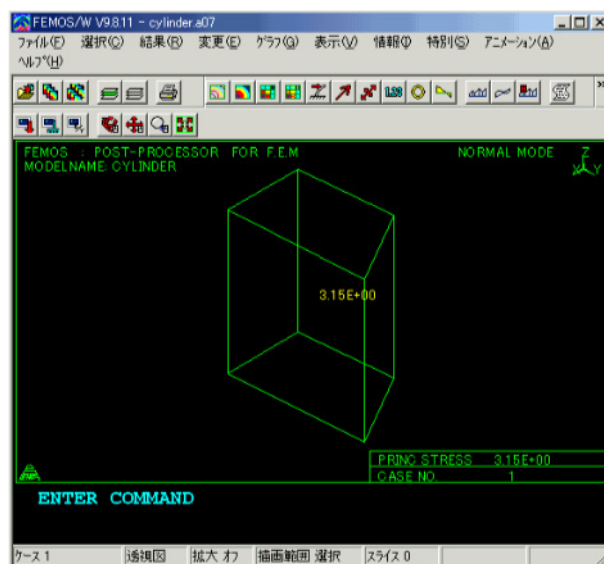 FEMOS/W V9.8.11 - cylinder.a07
ファイル(F) 選択(C) 結果(R) 変更(E) グラフ(G) 表示(V) 情報(I) 特別(S) アニメーション(A)
ヘルプ(H)
1.23
FEMOS : POST-PROCESSOR FOR F.E.M
NORMAL MODE
MODELNAME: CYLINDER
Z
X Y
3.15E+00
PRINC STRESS 3.15E+00
CASE NO. 1
ENTER COMMAND
ケース 1 透視図 拡大 オフ 描画範囲 選択 スライス 0